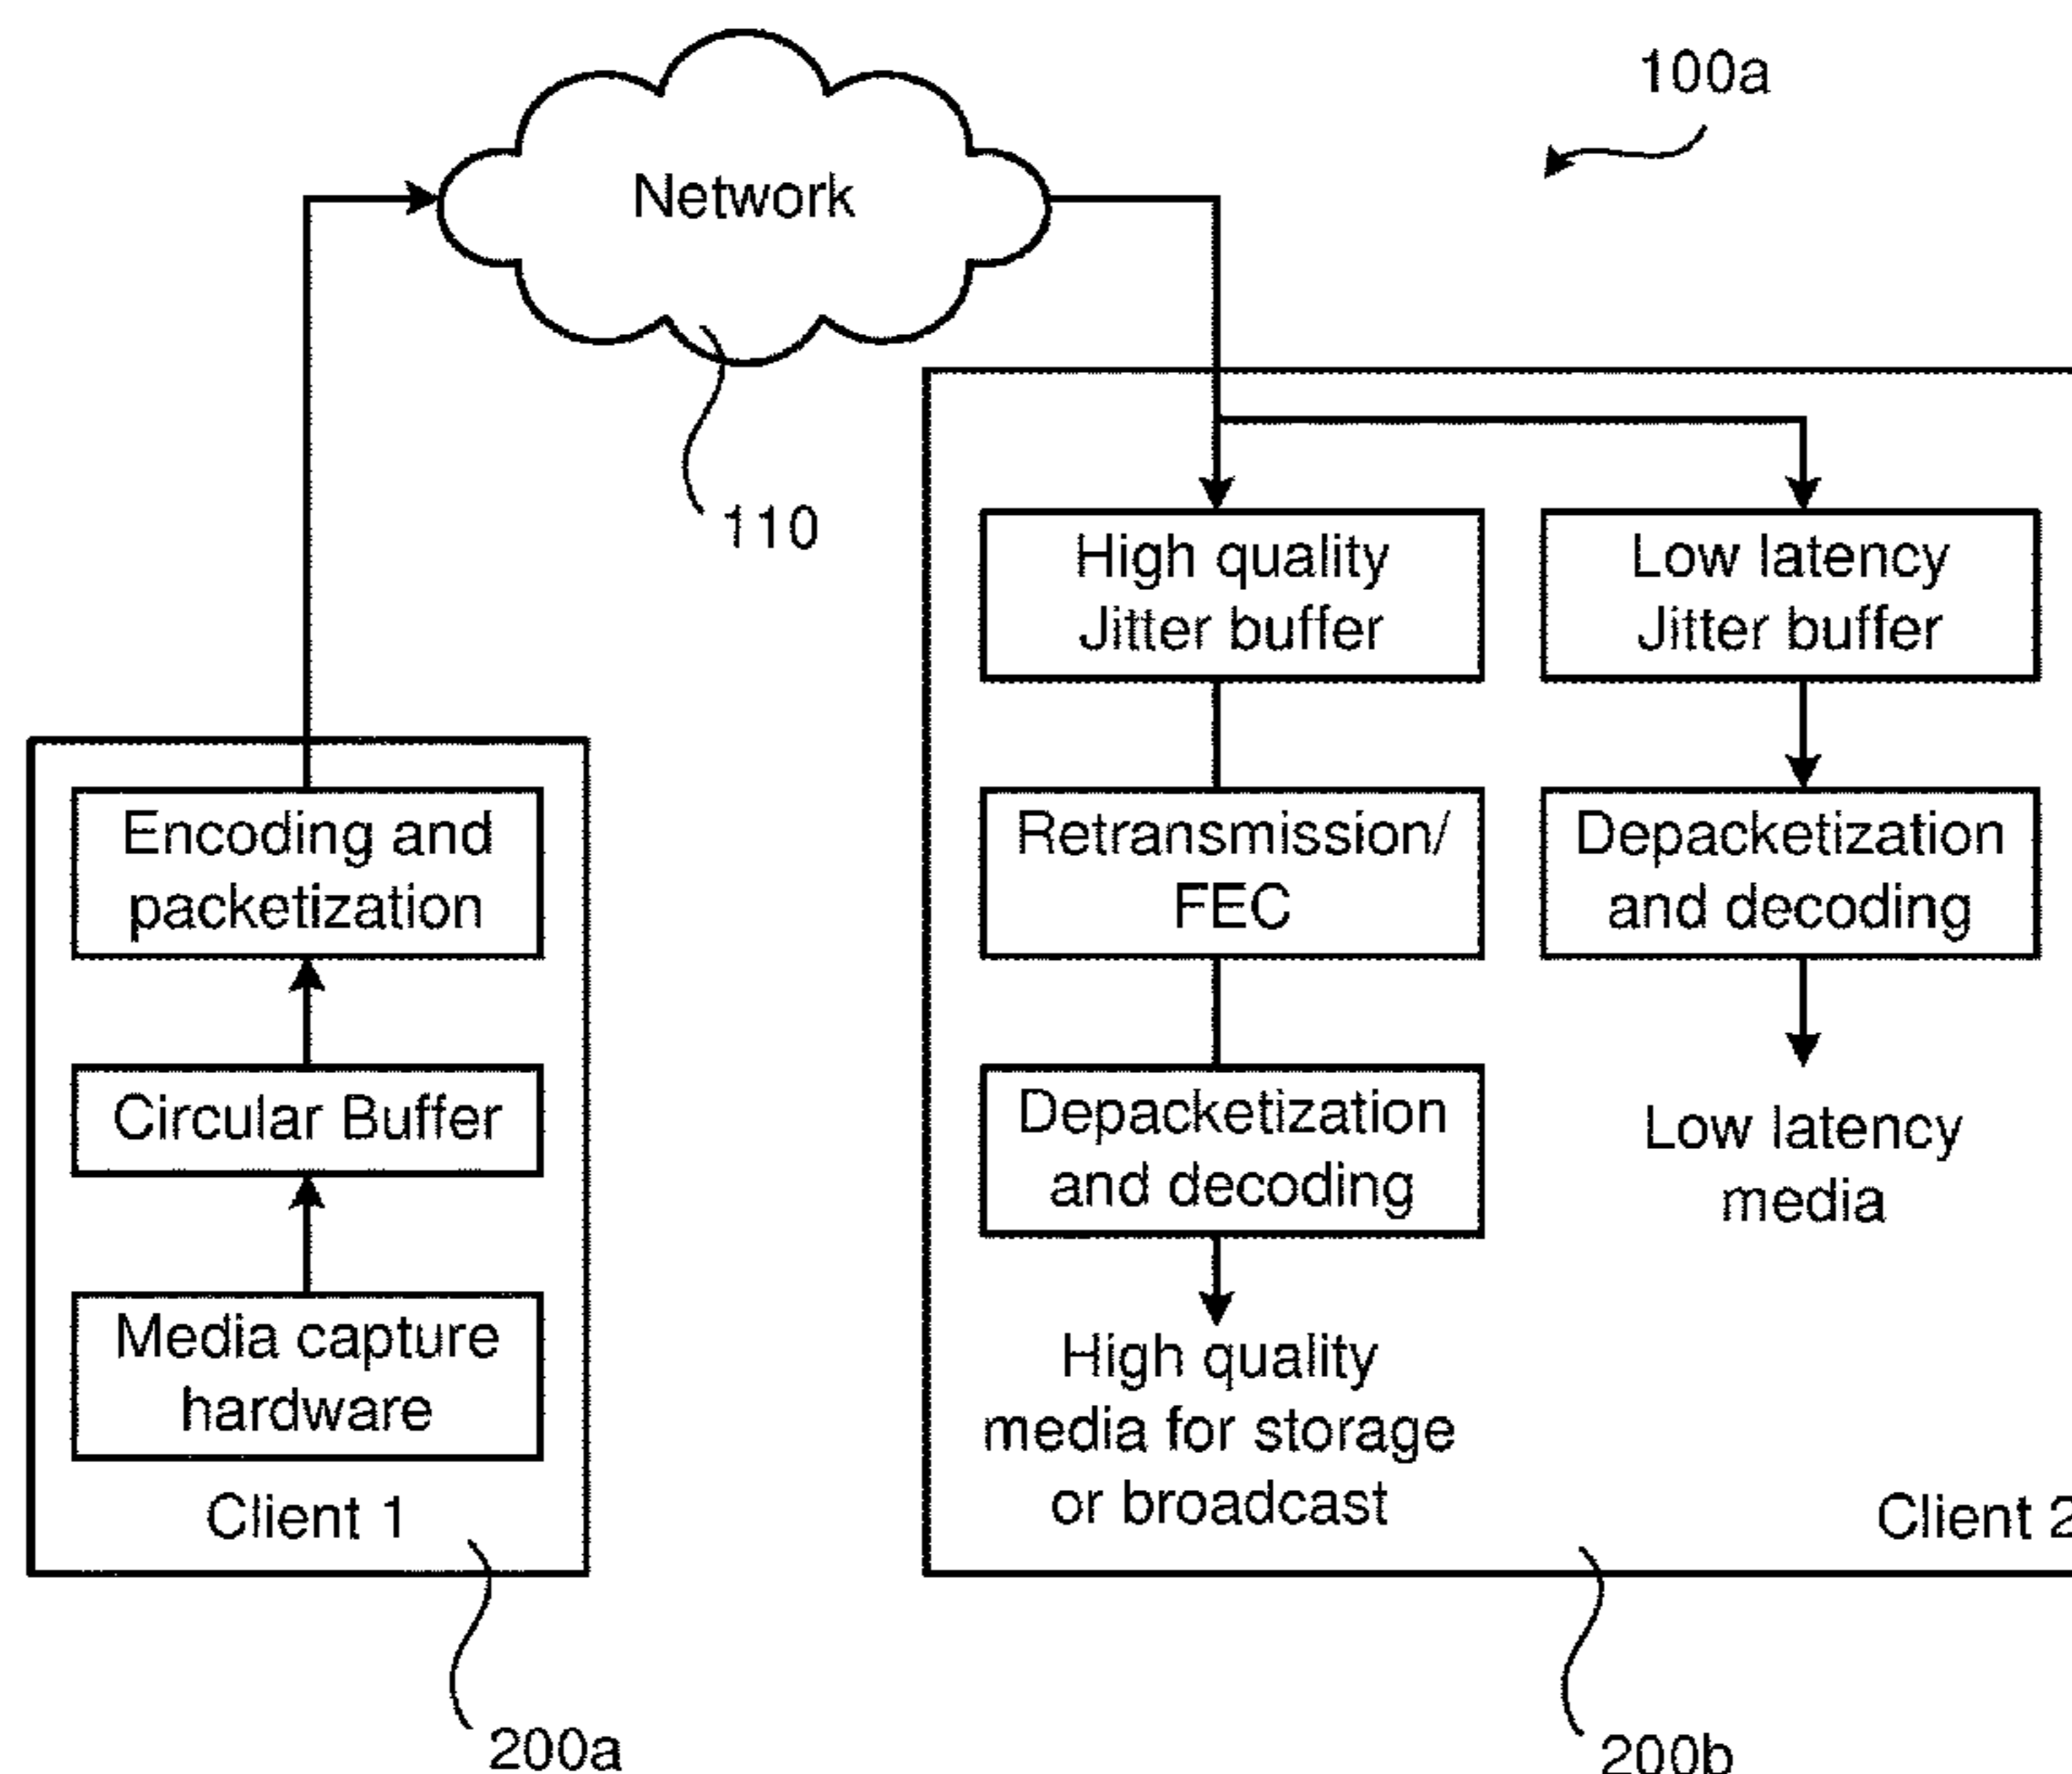 100a
Network
110
High quality
Jitter buffer
Low latency
Jitter buffer
Encoding and
packetization
Retransmission/
FEC
Depacketization
and decoding
Circular Buffer
Depacketization
and decoding
Low latency
media
Media capture
hardware
High quality
media for storage
or broadcast
Client 1
Client 2
200a
200b